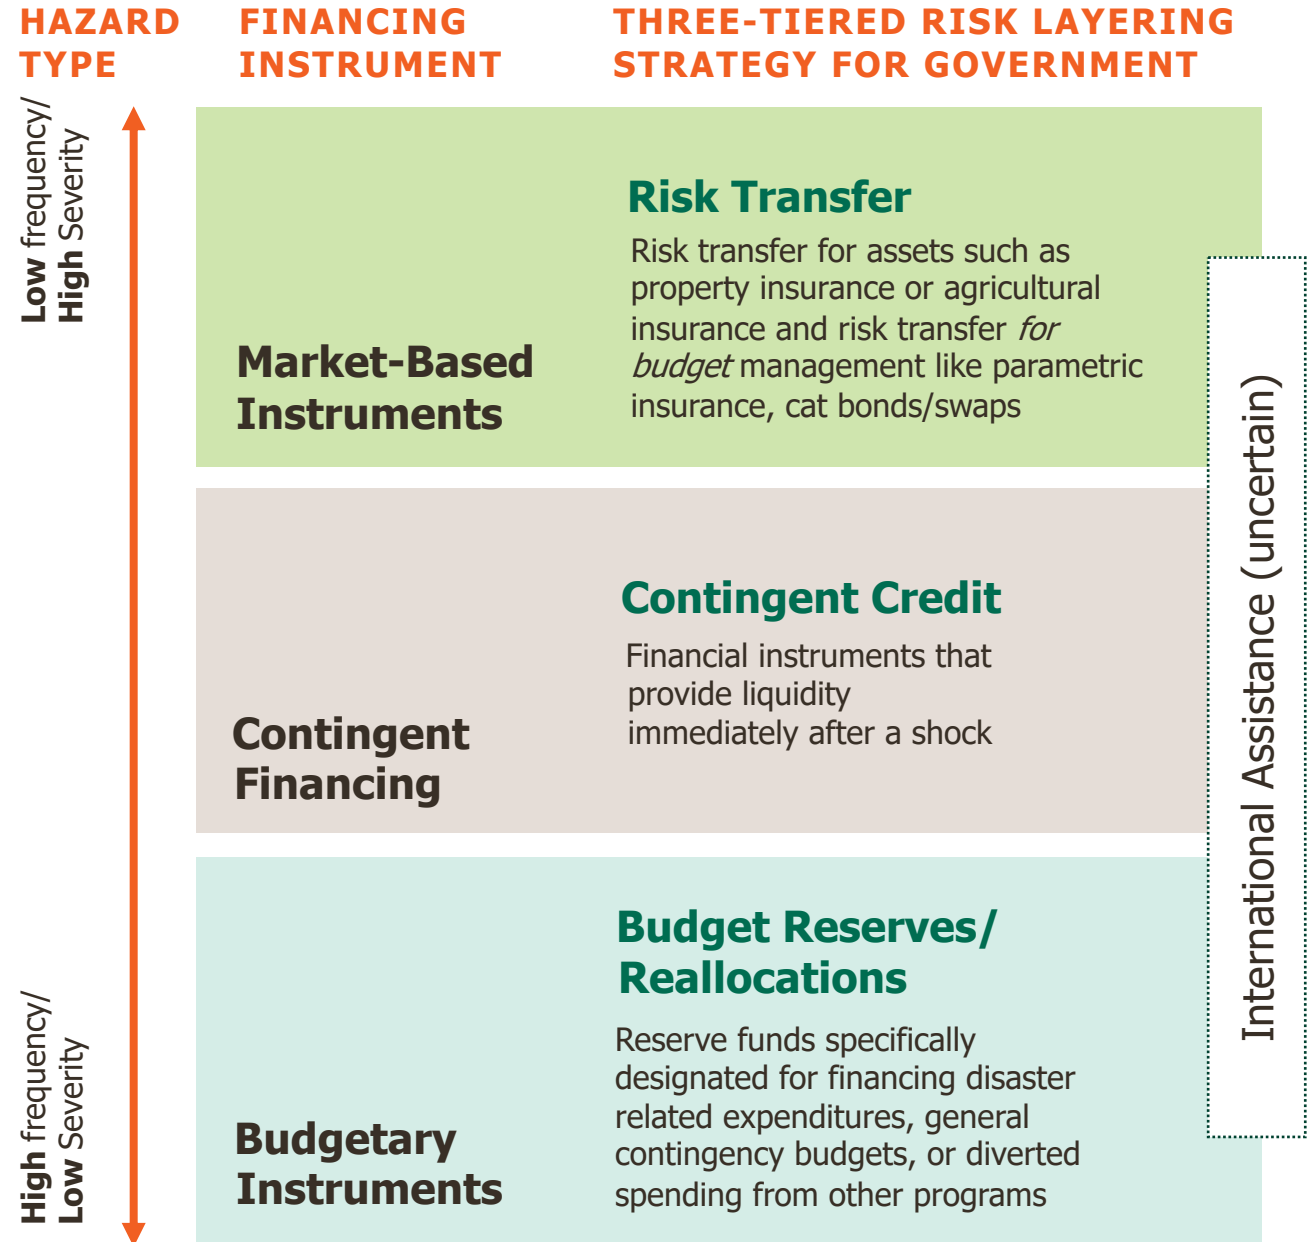 HAZARD
TYPE
FINANCING
INSTRUMENT
THREE-TIERED RISK LAYERING
STRATEGY FOR GOVERNMENT
Low frequency/
High Severity
Market-Based
Instruments
Risk Transfer
Risk transfer for assets such as
property insurance or agricultural
insurance and risk transfer for
budget management like parametric
insurance, cat bonds/swaps
Contingent
Financing
Contingent Credit
Financial instruments that
provide liquidity
immediately after a shock
High frequency/
Low Severity
Budgetary
Instruments
Budget Reserves/
Reallocations
Reserve funds specifically
designated for financing disaster
related expenditures, general
contingency budgets, or diverted
spending from other programs
International Assistance (uncertain)